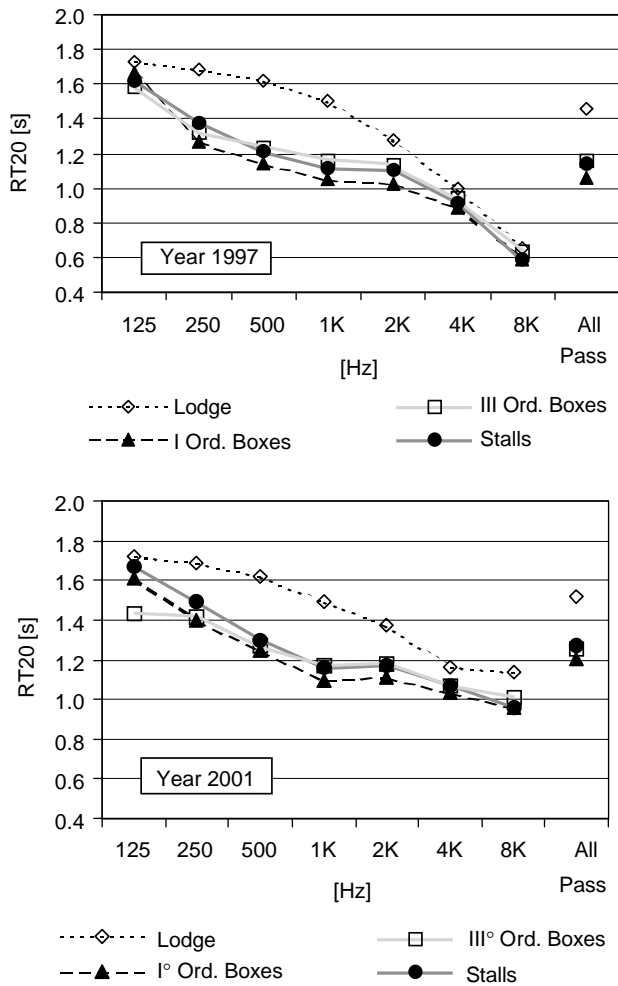 2.0
1.8
1.6
1.4
1.2
1.0
0.8
0.6
0.4
RT20 [s]
Year 1997
125 250 500 1K 2K 4K 8K All
Pass
[Hz]
Lodge III Ord. Boxes
I Ord. Boxes Stalls
2.0
1.8
1.6
1.4
1.2
1.0
0.8
0.6
0.4
RT20 [s]
Year 2001
125 250 500 1K 2K 4K 8K All
Pass
[Hz]
Lodge III° Ord. Boxes
I° Ord. Boxes Stalls